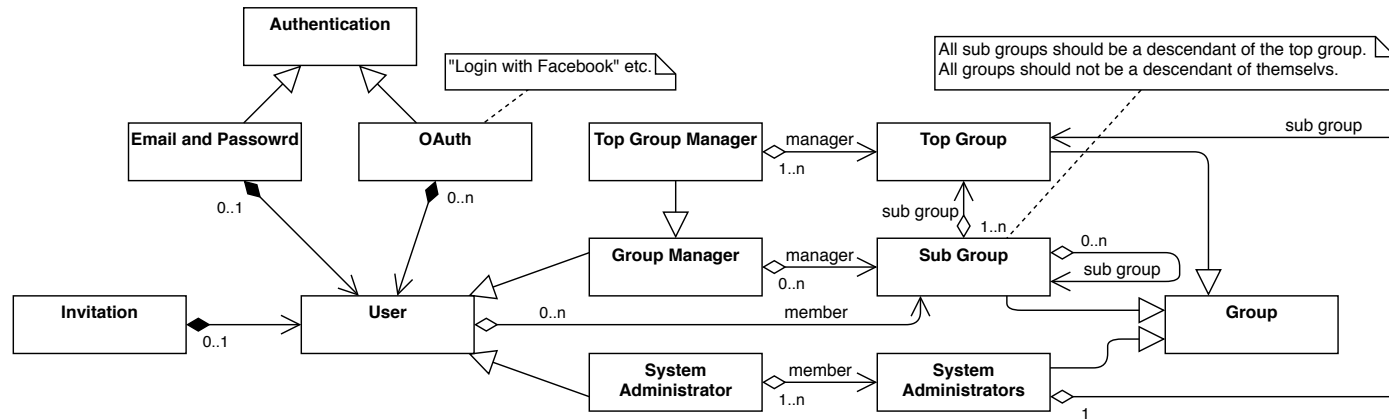 Authentication
"Login with Facebook" etc.
All sub groups should be a descendant of the top group.
All groups should not be a descendant of themselvs.
Email and Passowrd
OAuth
Top Group Manager
manager
1..n
Top Group
sub group
0..1
0..n
sub group
1..n
Group Manager
manager
0..n
Sub Group
0..n
sub group
Invitation
0..1
User
0..n
member
Group
System
Administrator
member
1..n
System
Administrators
1